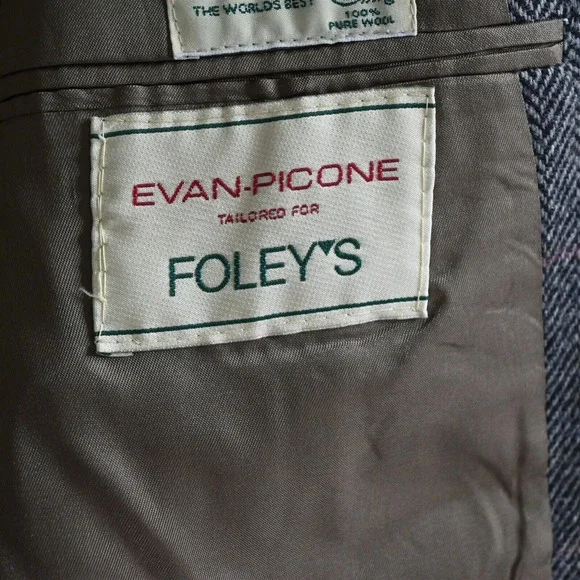 THE WORLDS BEST
100%
PURE WOOL
EVAN-PICONE
TAILORED FOR
FOLEY'S